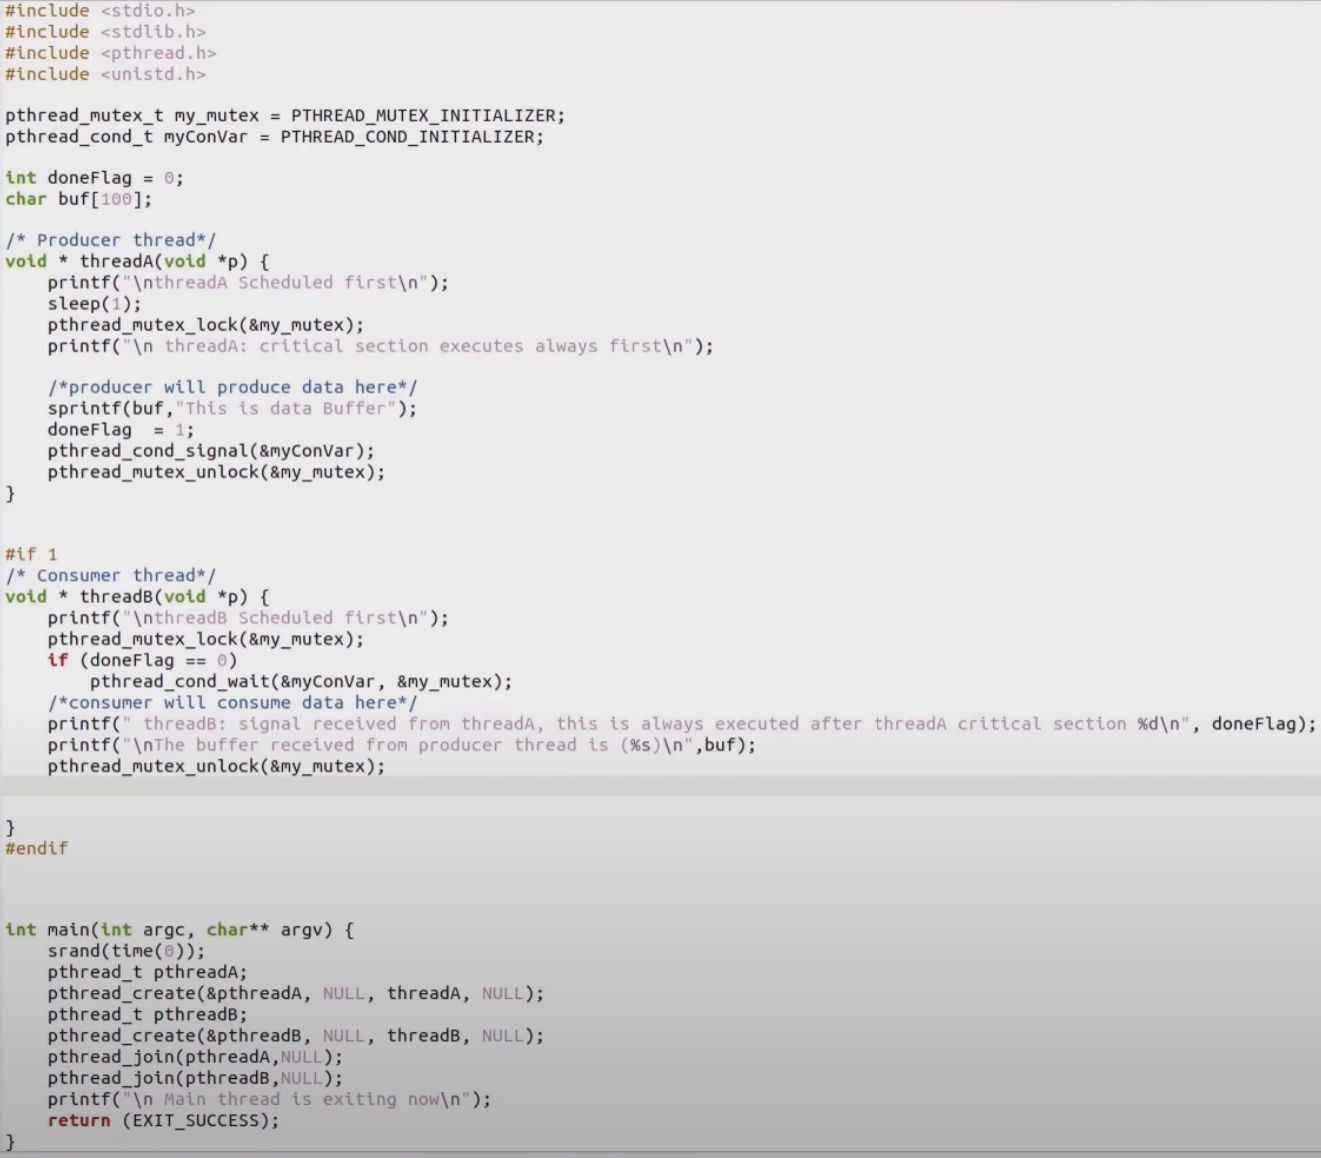 #include <stdio.h>
#include <stdlib.h>
#include <pthread.h>
#include <unistd.h>

pthread_mutex_t my_mutex = PTHREAD_MUTEX_INITIALIZER;
pthread_cond_t myConVar = PTHREAD_COND_INITIALIZER;

int doneFlag = 0;
char buf[100];

/* Producer thread*/
void * threadA(void *p) {
    printf("\nthreadA Scheduled first\n");
    sleep(1);
    pthread_mutex_lock(&my_mutex);
    printf("\n threadA: critical section executes always first\n");

    /*producer will produce data here*/
    sprintf(buf,"This is data Buffer");
    doneFlag  = 1;
    pthread_cond_signal(&myConVar);
    pthread_mutex_unlock(&my_mutex);
}


#if 1
/* Consumer thread*/
void * threadB(void *p) {
    printf("\nthreadB Scheduled first\n");
    pthread_mutex_lock(&my_mutex);
    if (doneFlag == 0)
        pthread_cond_wait(&myConVar, &my_mutex);
    /*consumer will consume data here*/
    printf(" threadB: signal received from threadA, this is always executed after threadA critical section %d\n", doneFlag);
    printf("\nThe buffer received from producer thread is (%s)\n",buf);
    pthread_mutex_unlock(&my_mutex);


}
#endif



int main(int argc, char** argv) {
    srand(time(0));
    pthread_t pthreadA;
    pthread_create(&pthreadA, NULL, threadA, NULL);
    pthread_t pthreadB;
    pthread_create(&pthreadB, NULL, threadB, NULL);
    pthread_join(pthreadA,NULL);
    pthread_join(pthreadB,NULL);
    printf("\n Main thread is exiting now\n");
    return (EXIT_SUCCESS);
}